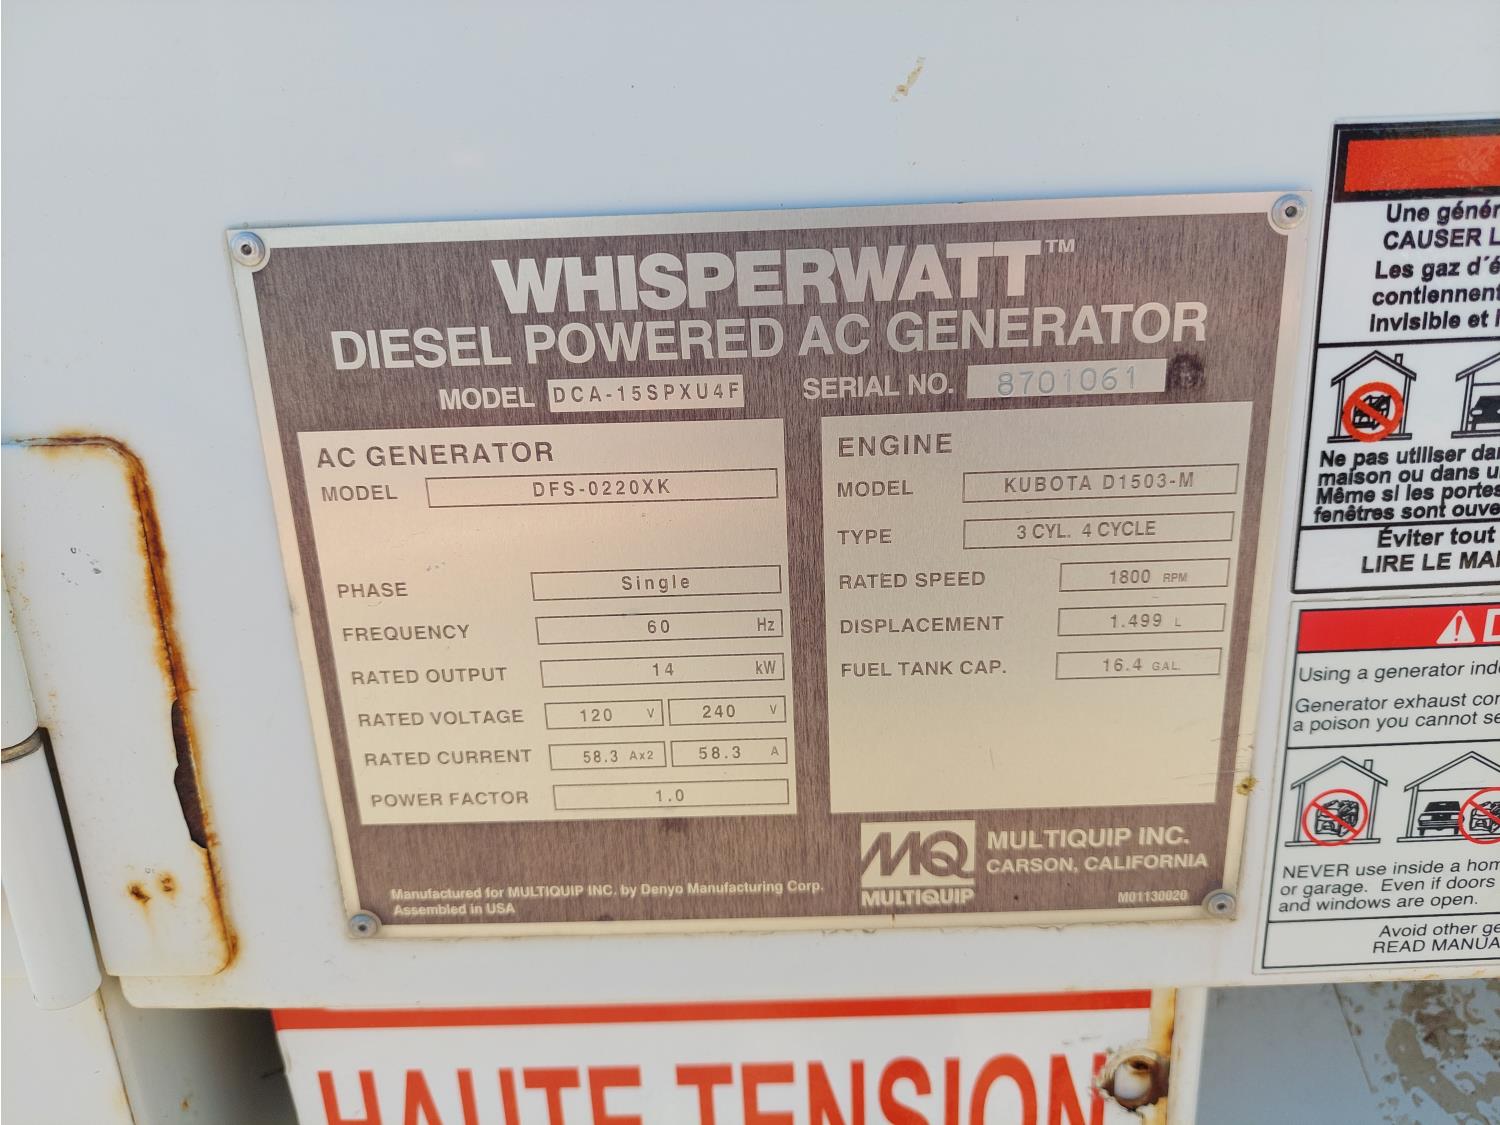 WHISPERWATT™
DIESEL POWERED AC GENERATOR
MODEL DCA-15SPXU4F
SERIAL NO. 8701061
AC GENERATOR
MODEL DFS-0220XK
PHASE Single
FREQUENCY 60 Hz
RATED OUTPUT 14 kW
RATED VOLTAGE 120 V 240 V
RATED CURRENT 58.3 Ax2 58.3 A
POWER FACTOR 1.0
ENGINE
MODEL KUBOTA D1503-M
TYPE 3 CYL. 4 CYCLE
RATED SPEED 1800 RPM
DISPLACEMENT 1.499 L
FUEL TANK CAP. 16.4 GAL.
Manufactured for MULTIQUIP INC. by Denyo Manufacturing Corp.
Assembled in USA
MQ
MULTIQUIP
MULTIQUIP INC.
CARSON, CALIFORNIA
M01130020
Une génér
CAUSER L
Les gaz d'é
contiennent
invisible et i
Ne pas utiliser da
maison ou dans u
Même si les portes
fenêtres sont ouve
Éviter tout
LIRE LE MA
D
Using a generator ind
Generator exhaust con
a poison you cannot se
NEVER use inside a hom
or garage. Even if doors
and windows are open.
Avoid other ge
READ MANUA
HAUTE TENSION